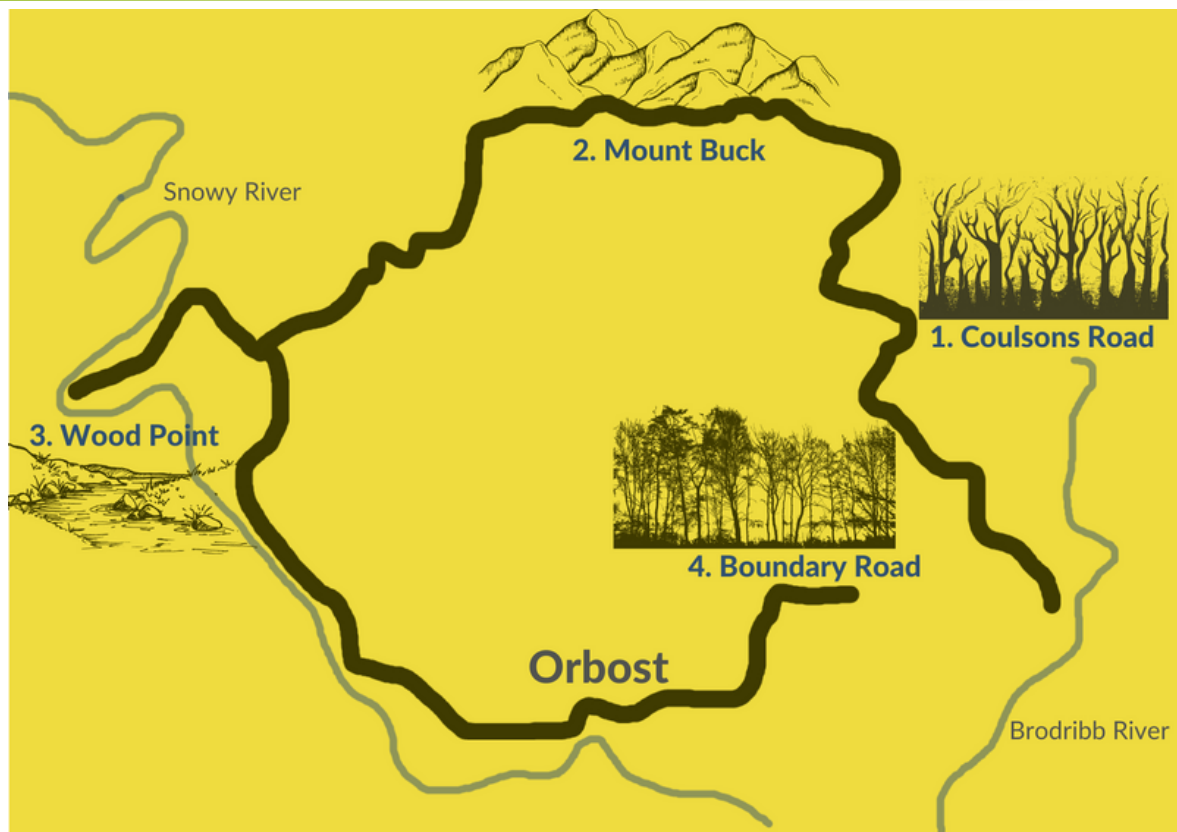 2. Mount Buck
Snowy River
1. Coulsons Road
3. Wood Point
4. Boundary Road
Orbost
Brodribb River